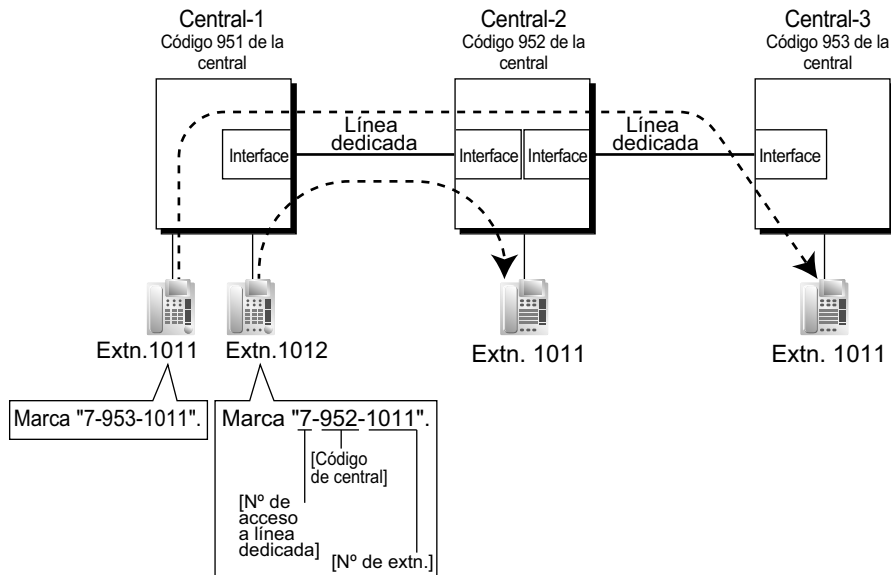 Central-1
Código 951 de la
central
Central-2
Código 952 de la
central
Central-3
Código 953 de la
central
Línea
dedicada
Línea
dedicada
Interface
Interface
Interface
Interface
Extn.1011
Extn.1012
Extn. 1011
Extn. 1011
Marca "7-953-1011".
Marca "7-952-1011".
[Código
de central]
[Nº de
acceso
a línea
dedicada]
[Nº de extn.]